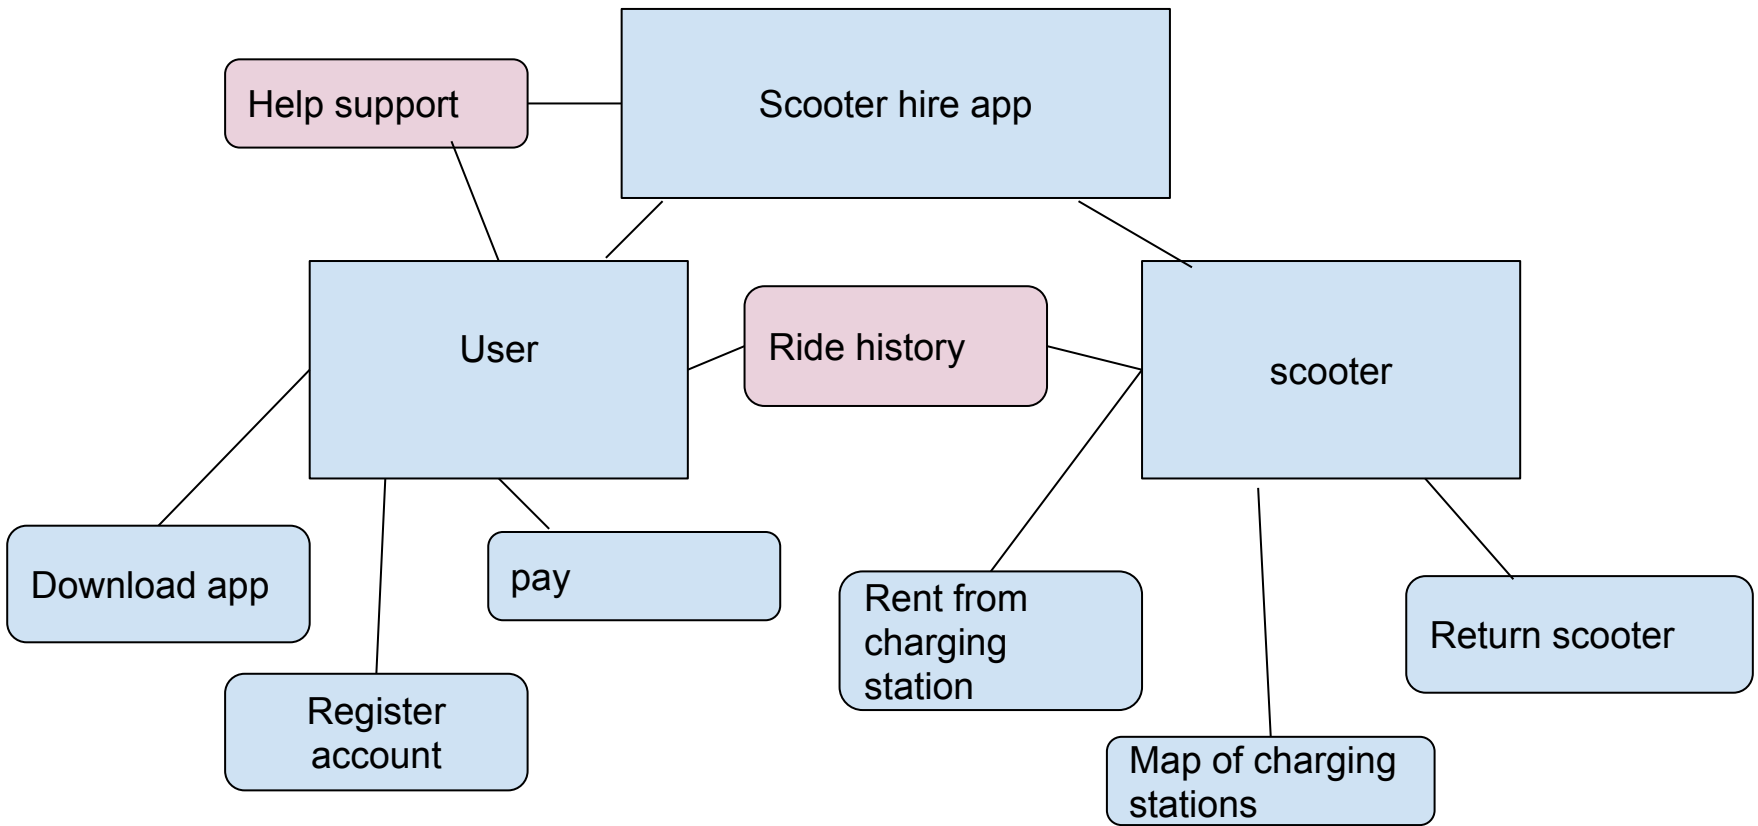 Help support
Scooter hire app
User
Ride history
scooter
Download app
pay
Rent from
charging
station
Return scooter
Register
account
Map of charging
stations